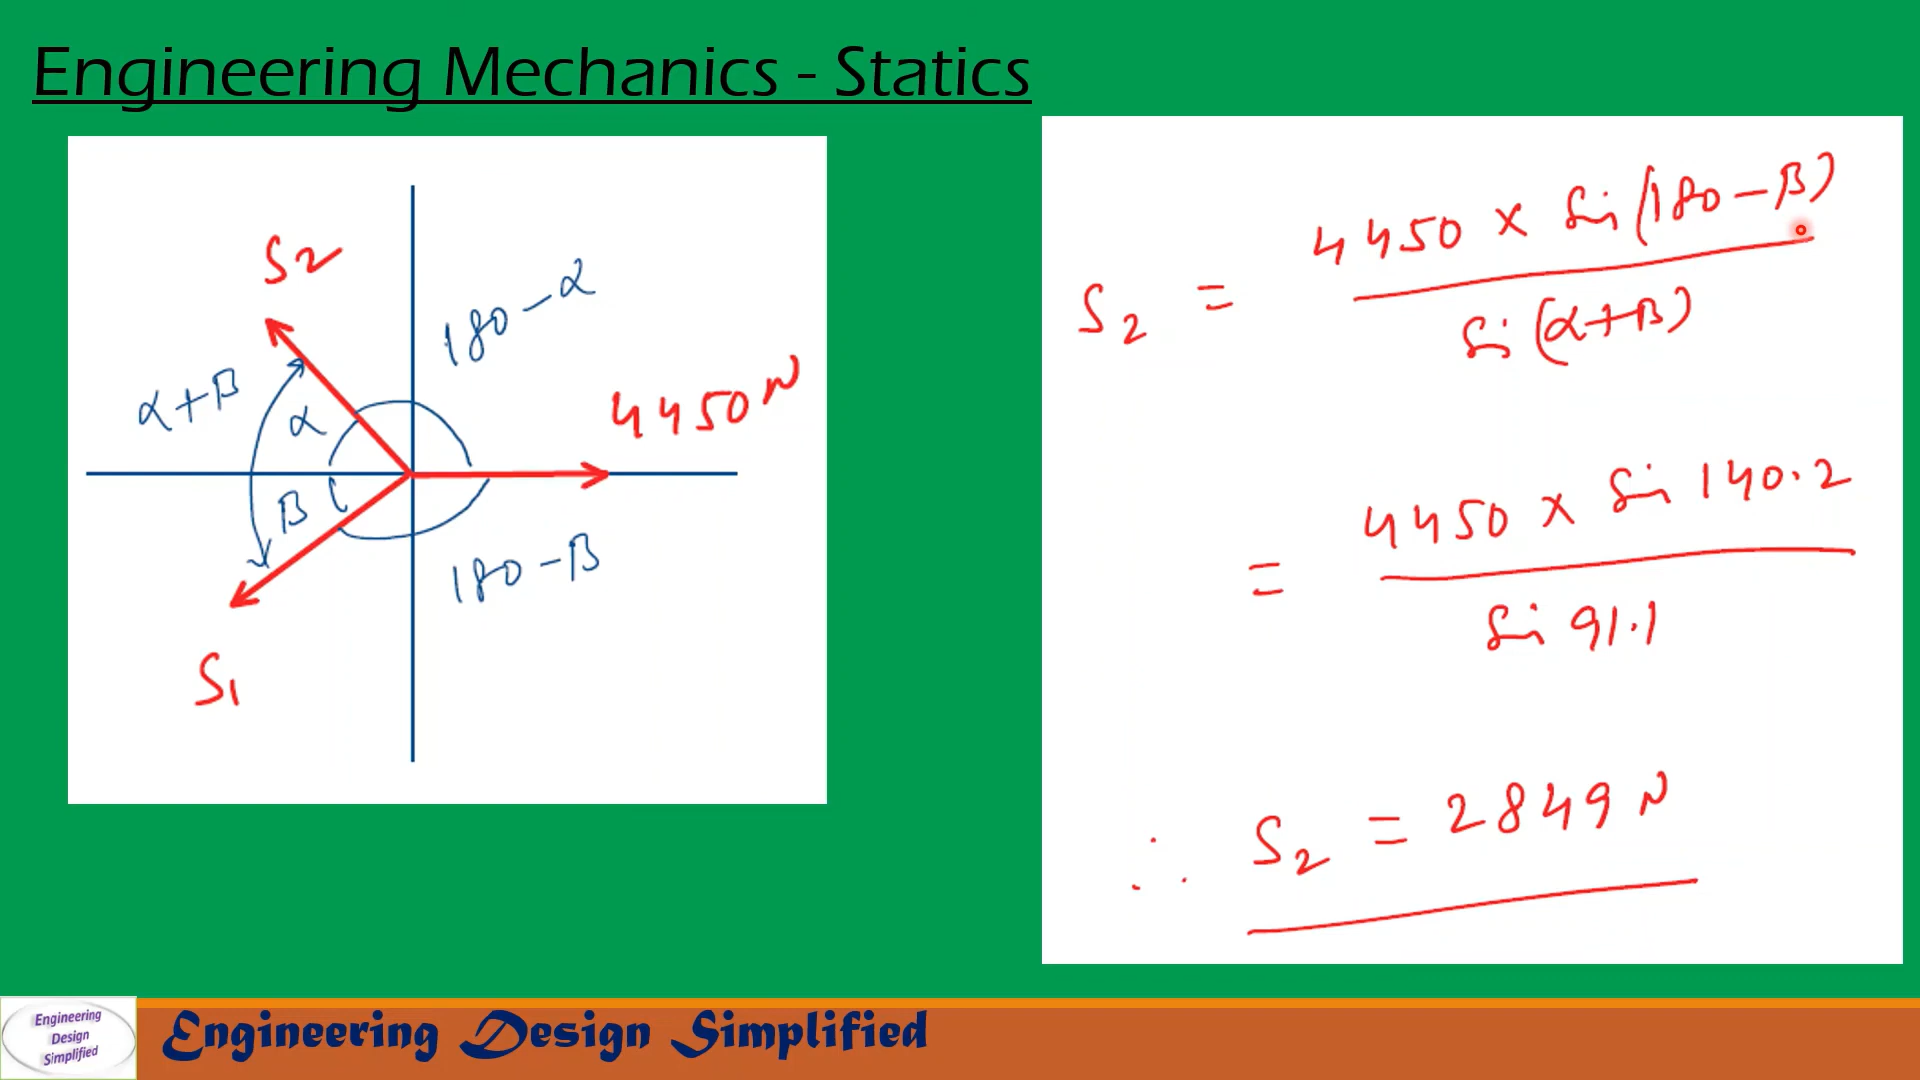 Engineering Mechanics - Statics
S2
180-α
α+β
α
4450N
β
180-β
S1
S2 = 4450 × Sin(180-β)
Sin(α+β)
= 4450 × Sin 140.2
Sin 91.1
∴ S2 = 2849 N
Engineering
Design
Simplified
Engineering Design Simplified